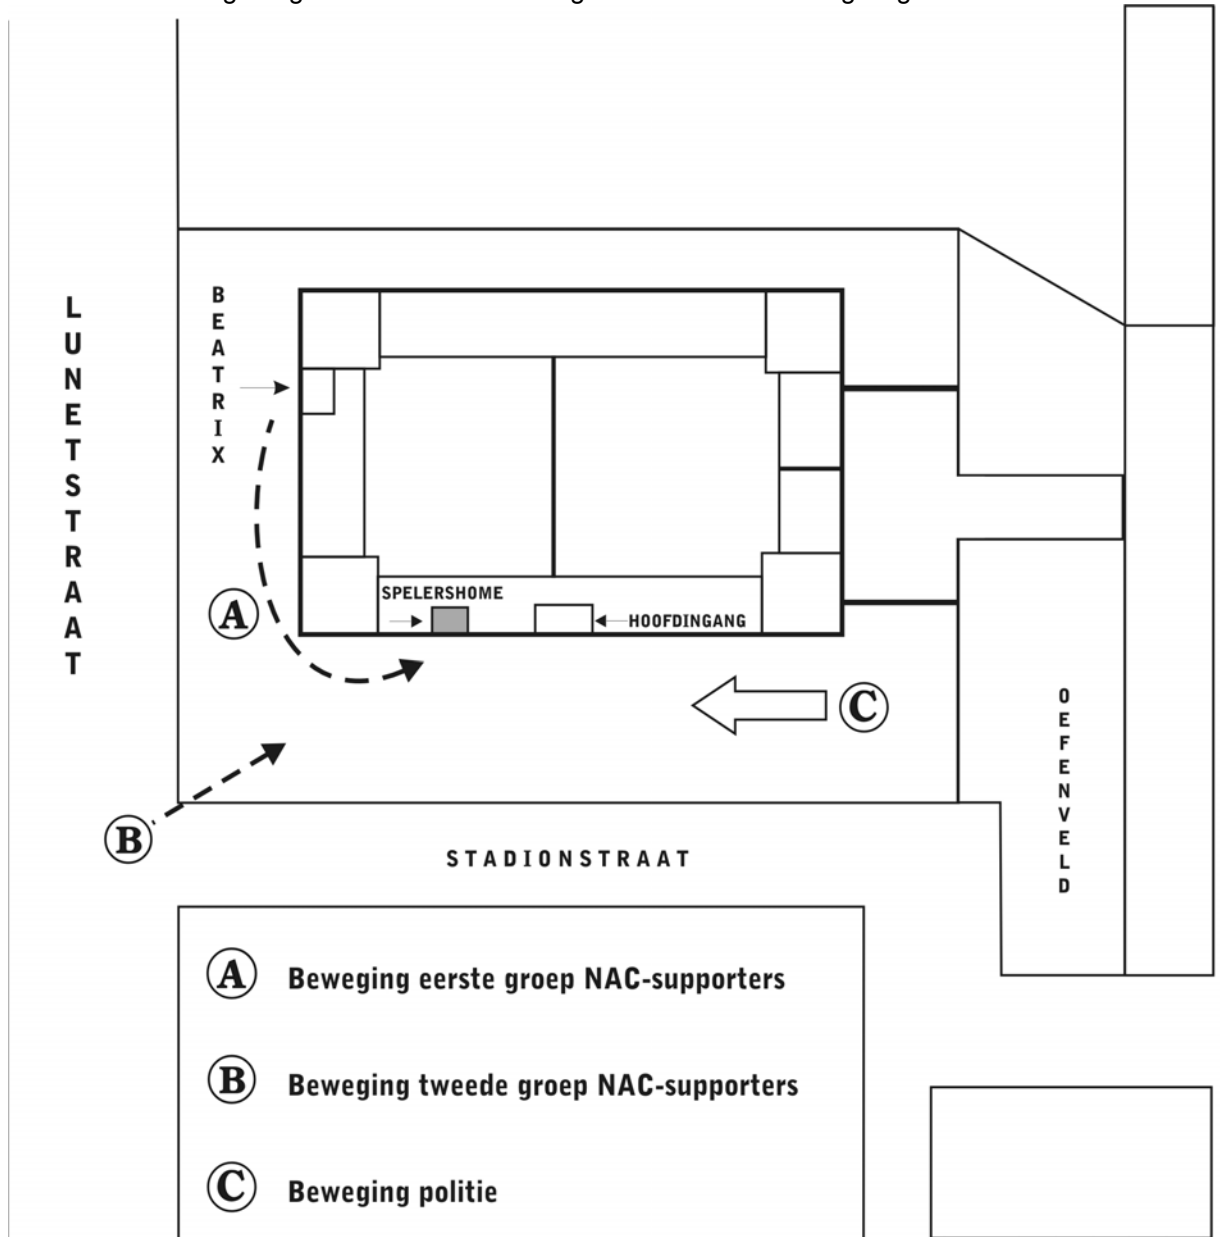 LUNETSTRAAT
BEATRIX
SPELERSHOME
HOOFDINGANG
A
C
B
OEFENVELD
STADIONSTRAAT
A Beweging eerste groep NAC-supporters
B Beweging tweede groep NAC-supporters
C Beweging politie